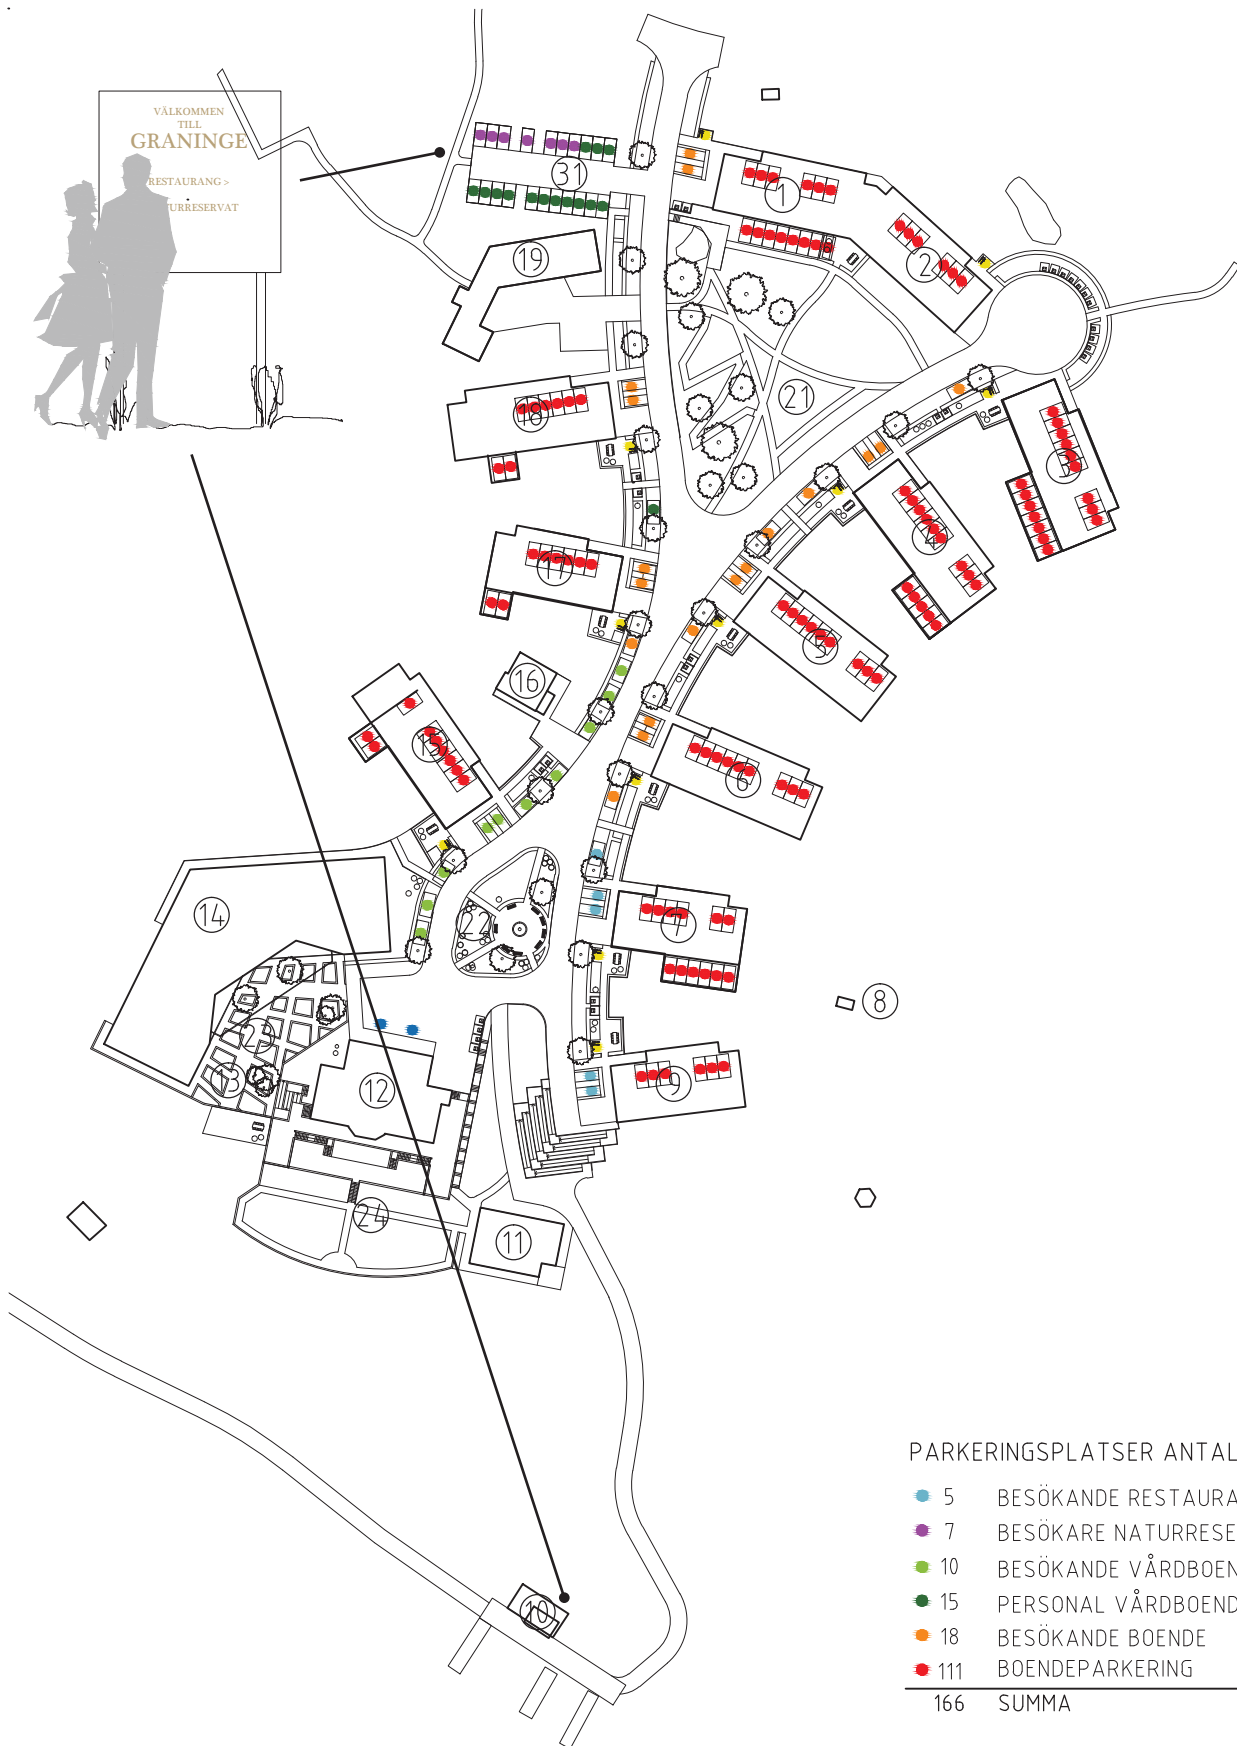 VÄLKOMMEN
TILL
GRANINGE
RESTAURANG >
TURRESERVAT
31
1
19
2
8
21
18
3
4
17
5
16
15
6
14
22
7
8
23
13
12
9
24
11
10
PARKERINGSPLATSER ANTAL
5 BESÖKANDE RESTAURA
7 BESÖKARE NATURRESE
10 BESÖKANDE VÅRDBOEN
15 PERSONAL VÅRDBOEND
18 BESÖKANDE BOENDE
111 BOENDEPARKERING
166 SUMMA